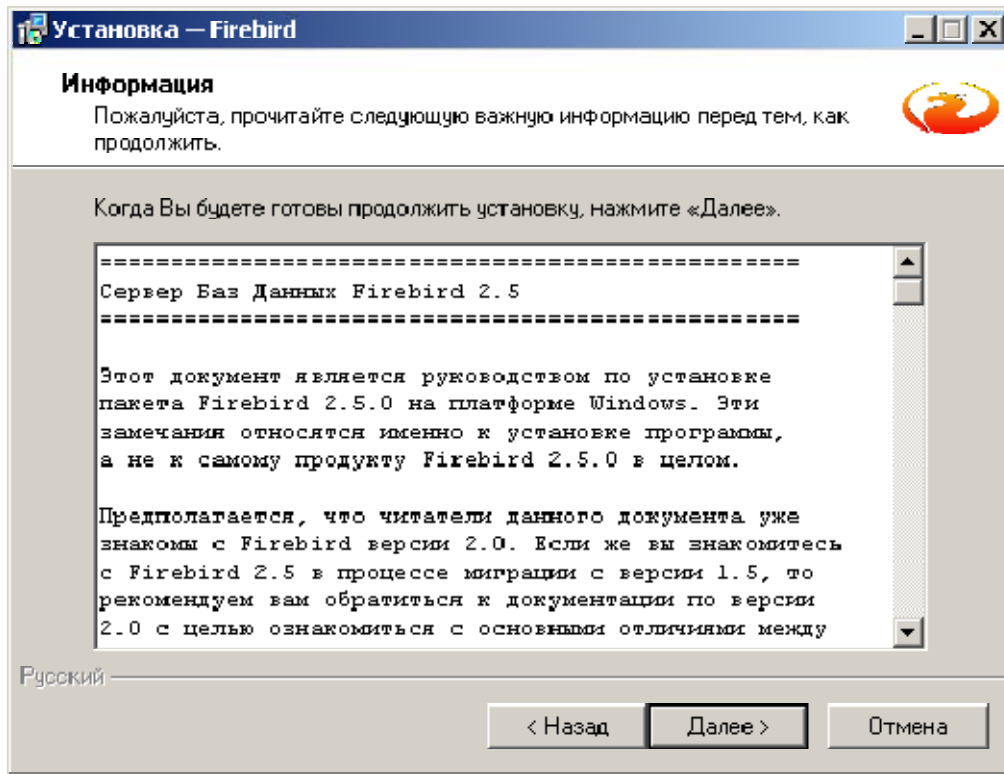 Установка — Firebird
Информация
Пожалуйста, прочитайте следующую важную информацию перед тем, как
продолжить.
Когда Вы будете готовы продолжить установку, нажмите «Далее».
==================================================
Сервер Баз Данных Firebird 2.5
==================================================
Этот документ является руководством по установке
пакета Firebird 2.5.0 на платформе Windows. Эти
замечания относятся именно к установке программы,
а не к самому продукту Firebird 2.5.0 в целом.
Предполагается, что читатели данного документа уже
знакомы с Firebird версии 2.0. Если же вы знакомитесь
с Firebird 2.5 в процессе миграции с версии 1.5, то
рекомендуем вам обратиться к документации по версии
2.0 с целью ознакомиться с основными отличиями между
Русский
< Назад Далее > Отмена